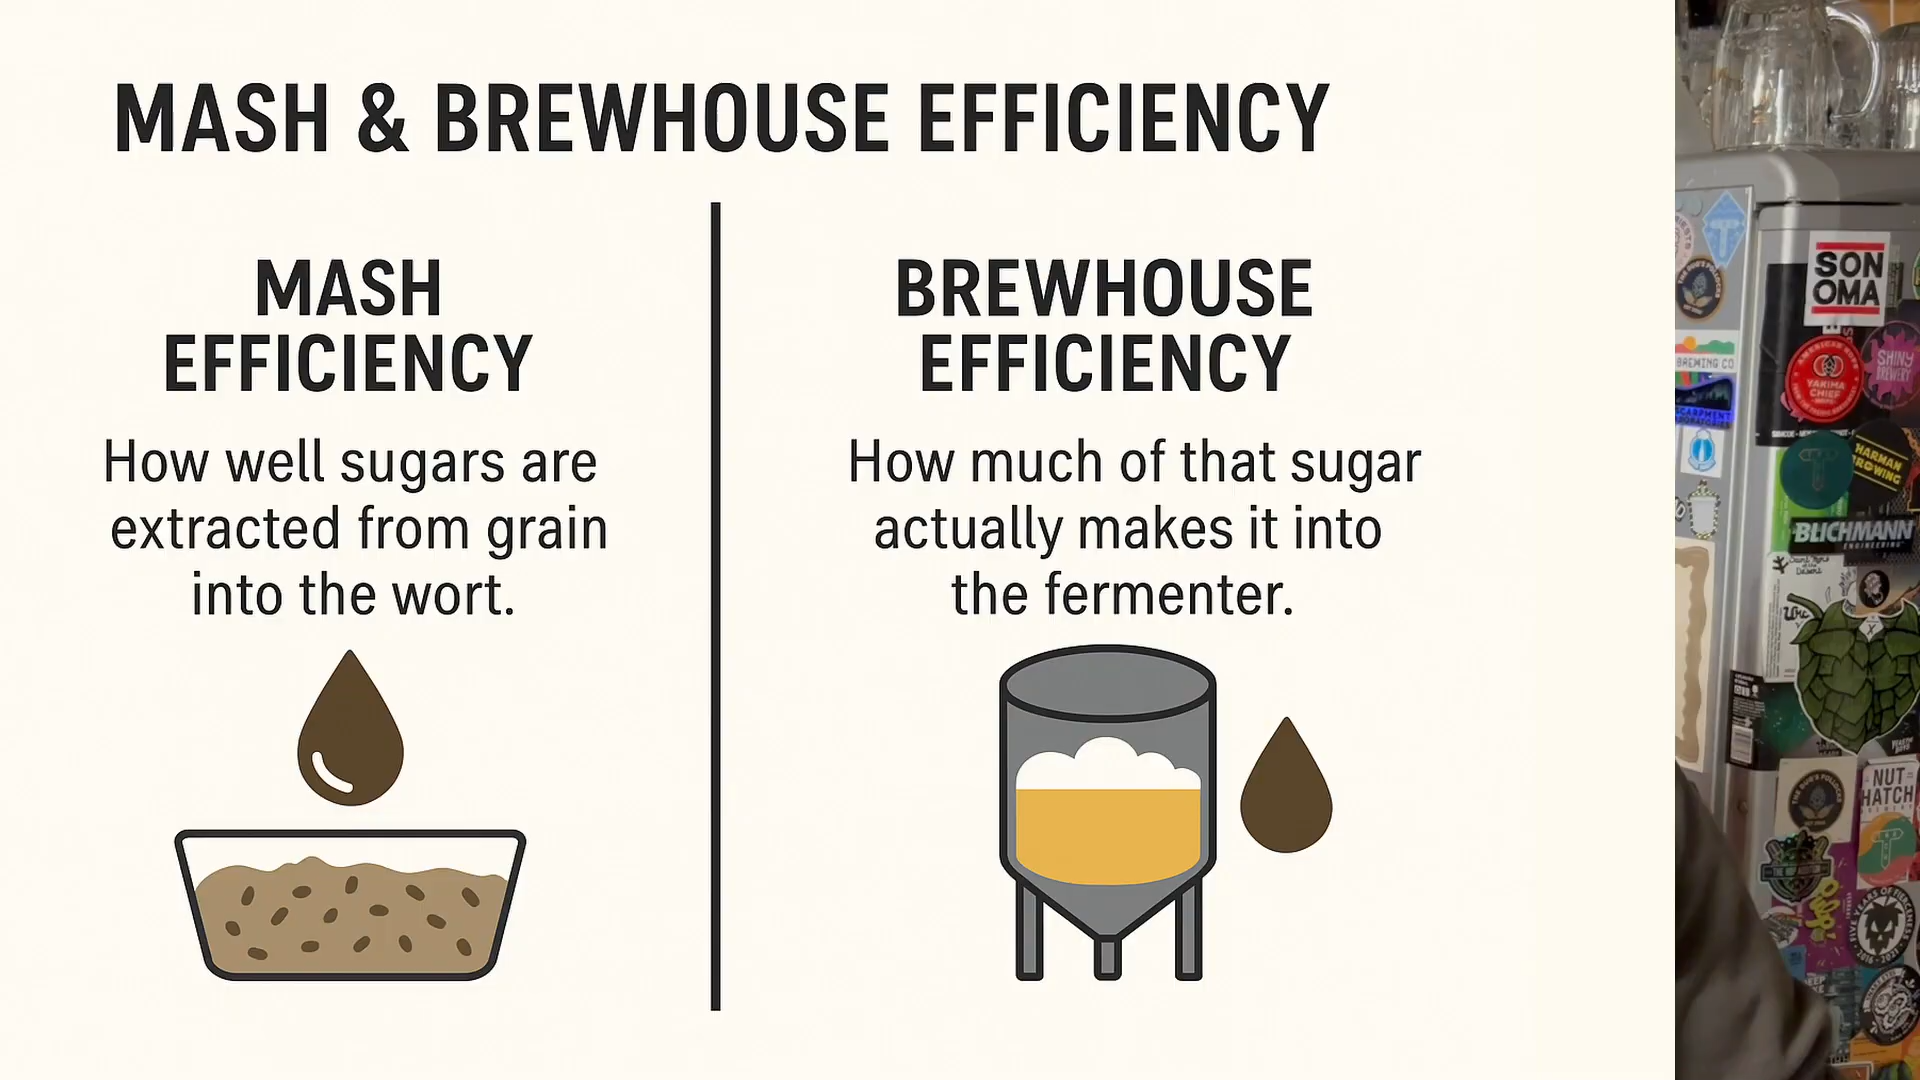 MASH & BREWHOUSE EFFICIENCY
MASH
EFFICIENCY
How well sugars are
extracted from grain
into the wort.
BREWHOUSE
EFFICIENCY
How much of that sugar
actually makes it into
the fermenter.
SON
OMA
BREWING CO
YAKIMA
CHIEF
SHINY
BREWERY
HARMAN
BLICHMANN
ENGINEERING
NUT
HATCH